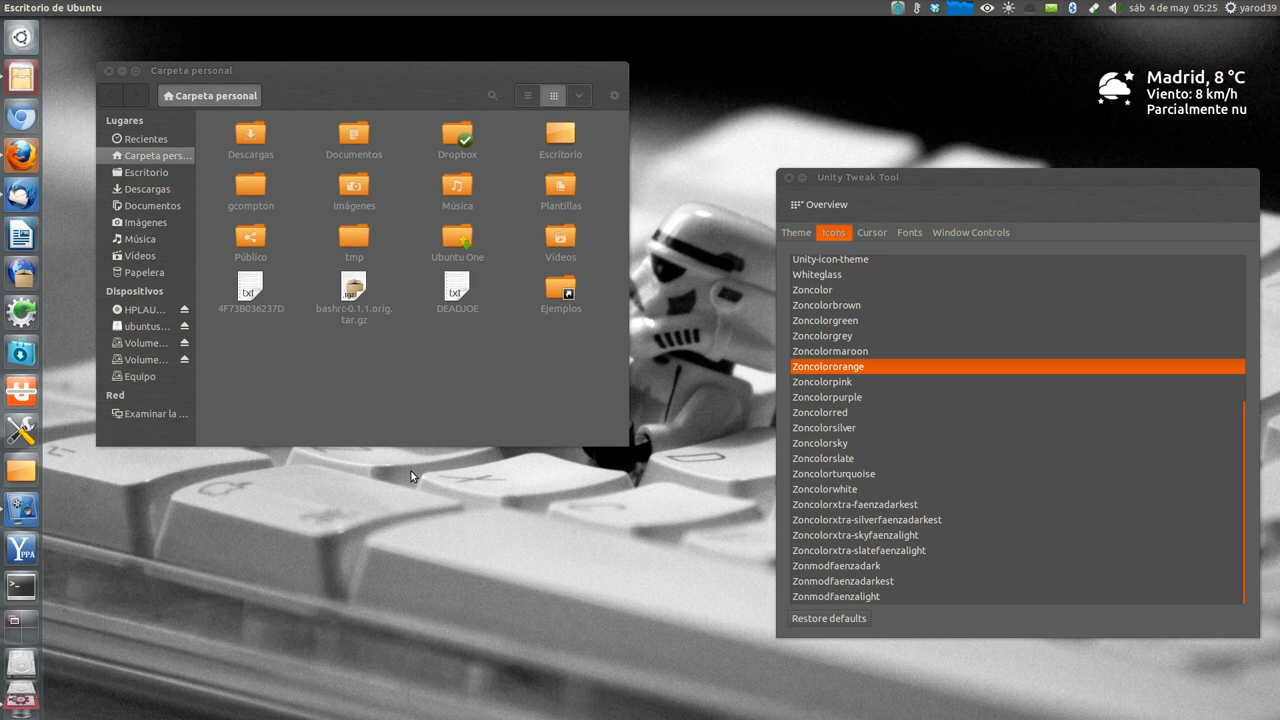 Escritorio de Ubuntu
sáb 4 de may 05:25
yarod39
Carpeta personal
Carpeta personal
Lugares
Recientes
Carpeta pers...
Escritorio
Descargas
Documentos
Imágenes
Música
Vídeos
Papelera
Dispositivos
HPLAU...
ubuntus...
Volume...
Volume...
Equipo
Red
Examinar la ...
Descargas
Documentos
Dropbox
Escritorio
gcompton
Imágenes
Música
Plantillas
Público
tmp
Ubuntu One
Vídeos
txt
txt
4F73B036237D
bashrc-0.1.1.orig.
tar.gz
DEADJOE
Ejemplos
Madrid, 8 °C
Viento: 8 km/h
Parcialmente nu
Unity Tweak Tool
Overview
Theme
Icons
Cursor
Fonts
Window Controls
Unity-icon-theme
Whiteglass
Zoncolor
Zoncolorbrown
Zoncolorgreen
Zoncolorgrey
Zoncolormaroon
Zoncolororange
Zoncolorpink
Zoncolorpurple
Zoncolorred
Zoncolorsilver
Zoncolorsky
Zoncolorslate
Zoncolorturquoise
Zoncolorwhite
Zoncolorxtra-faenzadarkest
Zoncolorxtra-silverfaenzadarkest
Zoncolorxtra-skyfaenzalight
Zoncolorxtra-slatefaenzalight
Zonmodfaenzadark
Zonmodfaenzadarkest
Zonmodfaenzalight
Restore defaults
Y PPA